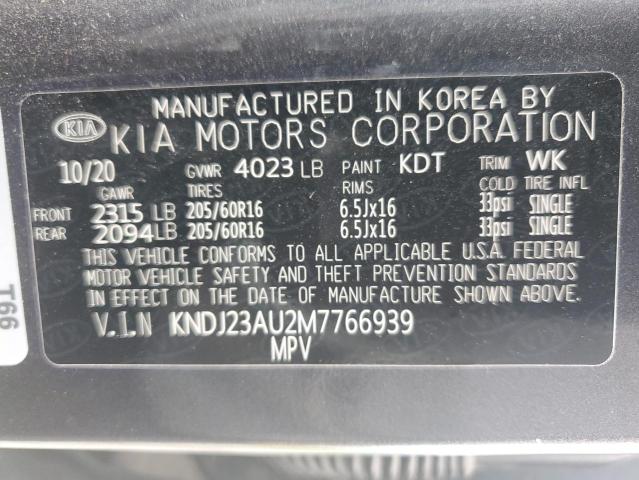 MANUFACTURED IN KOREA BY
KIA KIA MOTORS CORPORATION
10/20 GVWR 4023 LB PAINT KDT TRIM WK
GAWR TIRES RIMS COLD TIRE INFL
FRONT 2315 LB 205/60R16 6.5Jx16 33psi SINGLE
REAR 2094LB 205/60R16 6.5Jx16 33psi SINGLE
THIS VEHICLE CONFORMS TO ALL APPLICABLE U.S.A. FEDERAL
MOTOR VEHICLE SAFETY AND THEFT PREVENTION STANDARDS
IN EFFECT ON THE DATE OF MANUFACTURE SHOWN ABOVE.
V.I.N KNDJ23AU2M7766939
MPV
T66